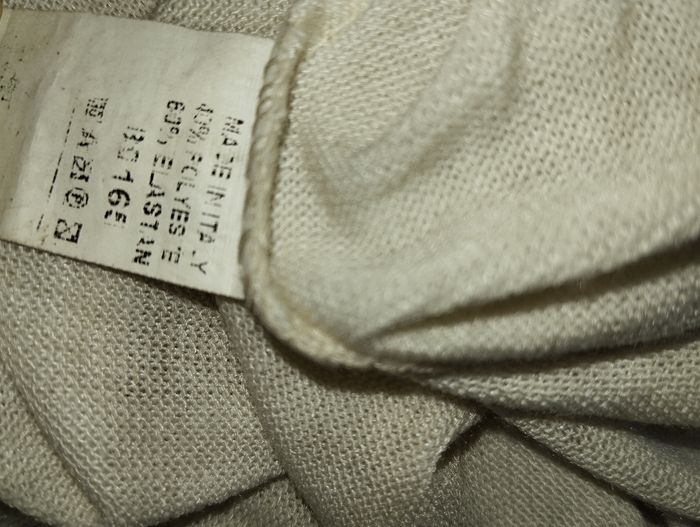 MADE IN ITALY
40% POLYESTE
60% ELASTAN